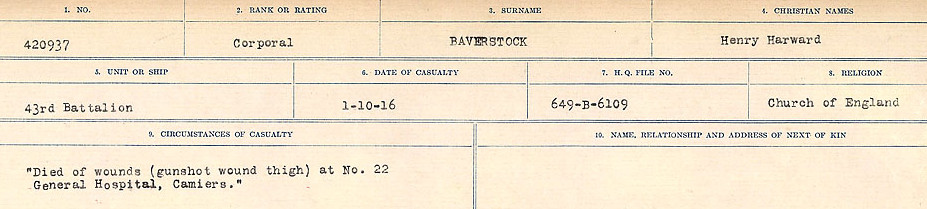 1. NO.
2. RANK OR RATING
3. SURNAME
4. CHRISTIAN NAMES
420937
Corporal
BAVERSTOCK
Henry Harward
5. UNIT OR SHIP
6. DATE OF CASUALTY
7. H. Q. FILE NO.
8. RELIGION
43rd Battalion
1-10-16
649-B-6109
Church of England
9. CIRCUMSTANCES OF CASUALTY
10. NAME, RELATIONSHIP AND ADDRESS OF NEXT OF KIN
"Died of wounds (gunshot wound thigh) at No. 22
General Hospital, Camiers."